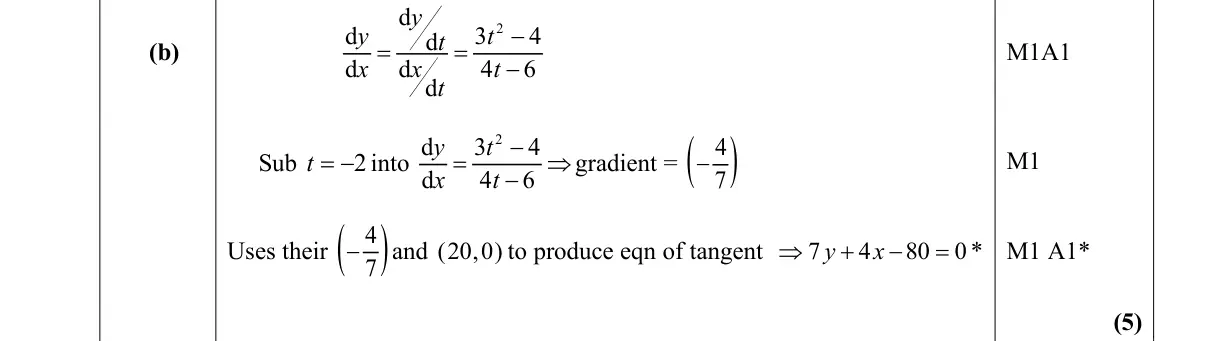 (b) dy/dx = (dy/dt)/(dx/dt) = (3t² − 4)/(4t − 6) M1A1
Sub t = −2 into dy/dx = (3t² − 4)/(4t − 6) ⇒ gradient = (−4/7) M1
Uses their (−4/7) and (20,0) to produce eqn of tangent ⇒ 7y + 4x − 80 = 0 * M1 A1*
(5)